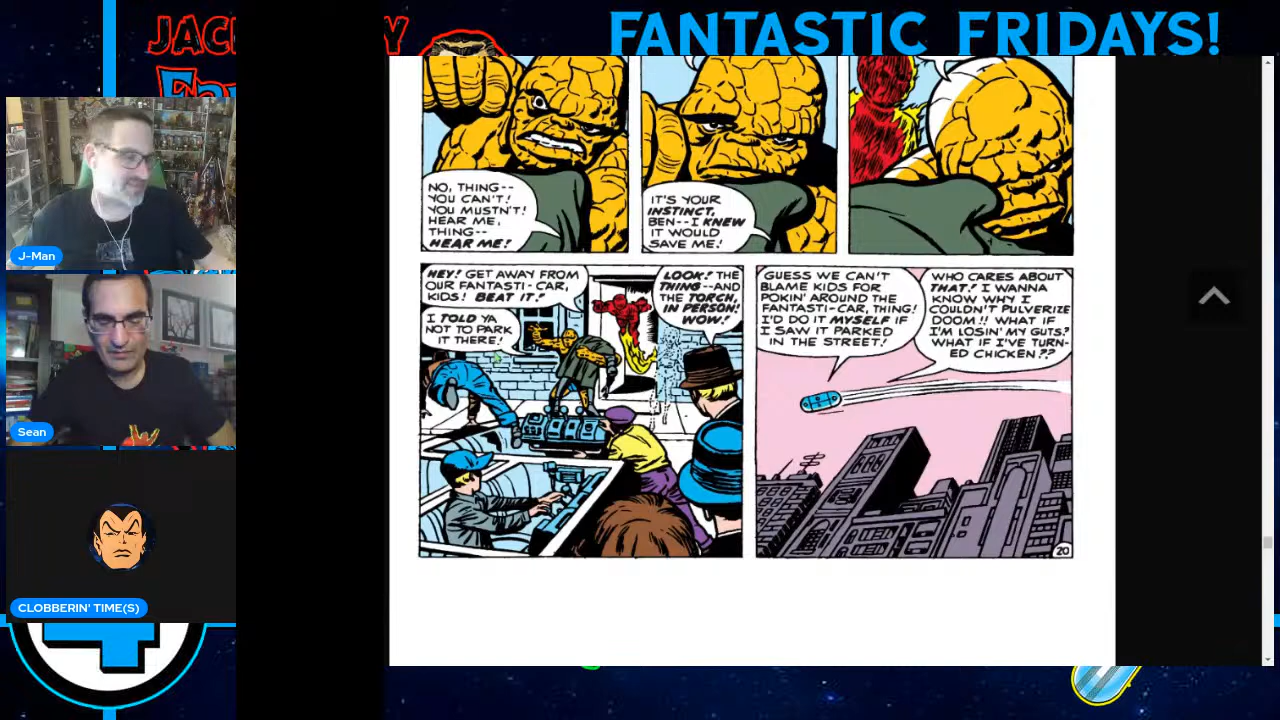 FANTASTIC FRIDAYS!
J-Man
Sean
CLOBBERIN' TIME(S)
NO, THING--
YOU CAN'T!
YOU MUSTN'T!
HEAR ME,
THING--
HEAR ME!
IT'S YOUR
INSTINCT,
BEN--I KNEW
IT WOULD
SAVE ME!
HEY! GET AWAY FROM
OUR FANTASTI-CAR,
KIDS! BEAT IT!
I TOLD YA
NOT TO PARK
IT THERE!
LOOK! THE
THING--AND
THE TORCH,
IN PERSON!
WOW!
GUESS WE CAN'T
BLAME KIDS FOR
POKIN' AROUND THE
FANTASTI-CAR, THING!
I'D DO IT MYSELF IF
I SAW IT PARKED
IN THE STREET!
WHO CARES ABOUT
THAT! I WANNA
KNOW WHY I
COULDN'T PULVERIZE
DOOM!! WHAT IF
I'M LOSIN' MY GUTS?
WHAT IF I'VE TURN-
ED CHICKEN??
20